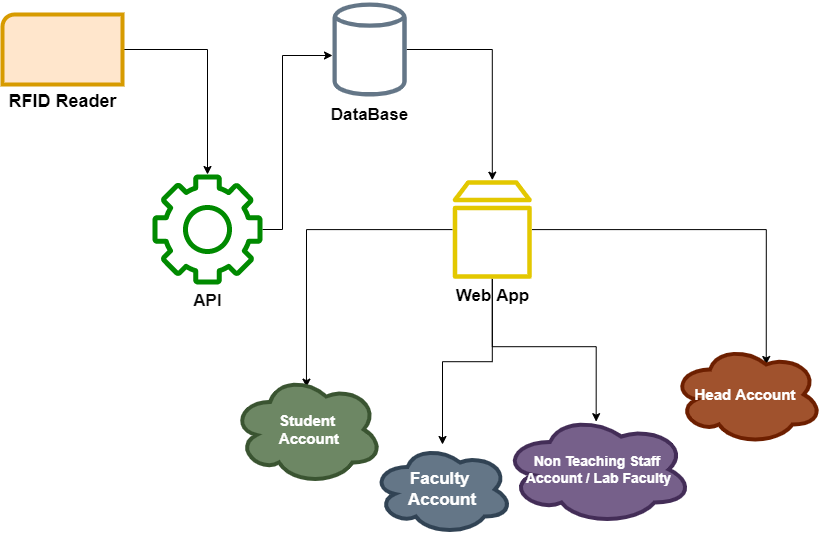 RFID Reader
DataBase
API
Web App
Head Account
Student
Account
Non Teaching Staff
Account / Lab Faculty
Faculty
Account